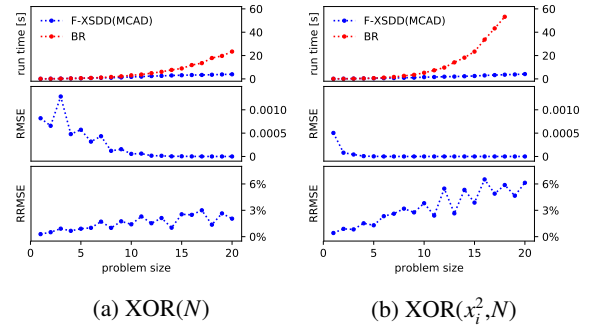 F-XSDD(MCAD)
BR
run time [s]
60
40
20
0
RMSE
0.0010
0.0005
0
RRMSE
6%
3%
0%
0 5 10 15 20
problem size
(a) XOR(N)
F-XSDD(MCAD)
BR
run time [s]
60
40
20
0
RMSE
0.0010
0.0005
0
RRMSE
6%
3%
0%
0 5 10 15 20
problem size
(b) XOR(x_i^2,N)